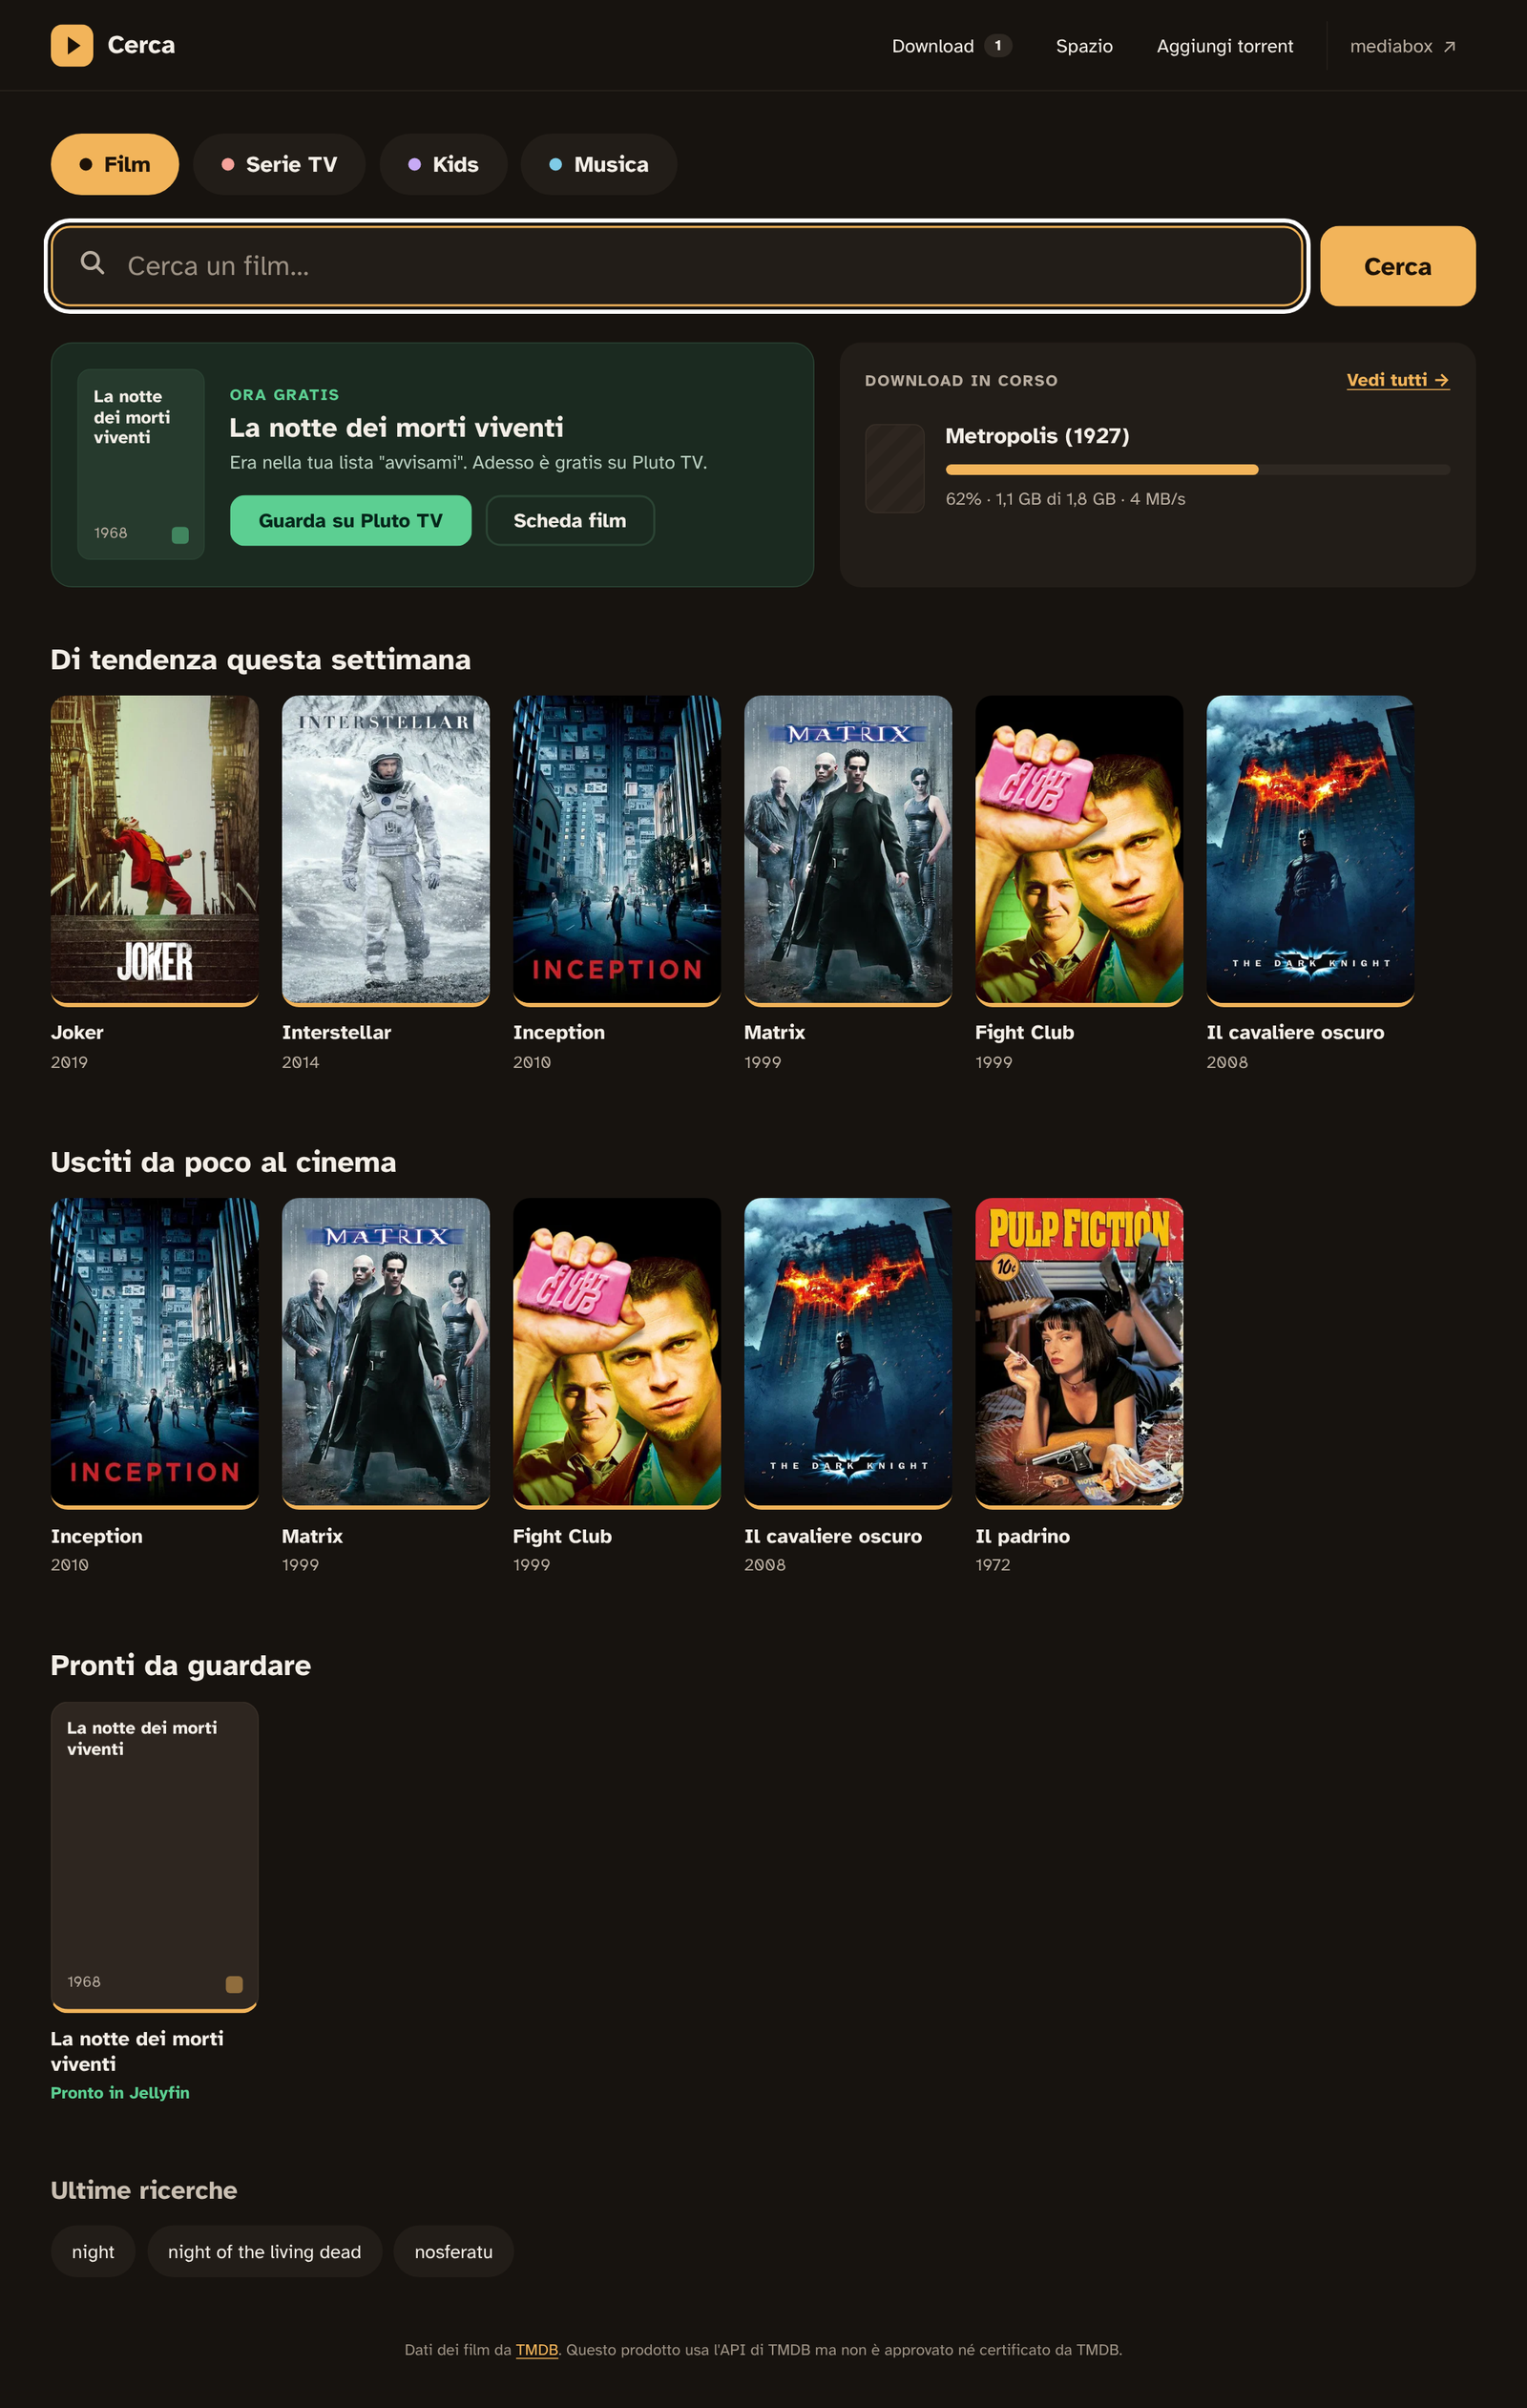 Cerca
Download 1
Spazio
Aggiungi torrent
mediabox ↗
Film
Serie TV
Kids
Musica
Cerca un film...
Cerca
La notte
dei morti
viventi
1968
ORA GRATIS
La notte dei morti viventi
Era nella tua lista "avvisami". Adesso è gratis su Pluto TV.
Guarda su Pluto TV
Scheda film
DOWNLOAD IN CORSO
Vedi tutti →
Metropolis (1927)
62% · 1,1 GB di 1,8 GB · 4 MB/s
Di tendenza questa settimana
JOKER
INTERSTELLAR
INCEPTION
MATRIX
FIGHT
CLUB
THE DARK KNIGHT
Joker
2019
Interstellar
2014
Inception
2010
Matrix
1999
Fight Club
1999
Il cavaliere oscuro
2008
Usciti da poco al cinema
INCEPTION
MATRIX
FIGHT
CLUB
THE DARK KNIGHT
PULP FICTION
10¢
Inception
2010
Matrix
1999
Fight Club
1999
Il cavaliere oscuro
2008
Il padrino
1972
Pronti da guardare
La notte dei morti
viventi
1968
La notte dei morti
viventi
Pronto in Jellyfin
Ultime ricerche
night
night of the living dead
nosferatu
Dati dei film da TMDB. Questo prodotto usa l'API di TMDB ma non è approvato né certificato da TMDB.